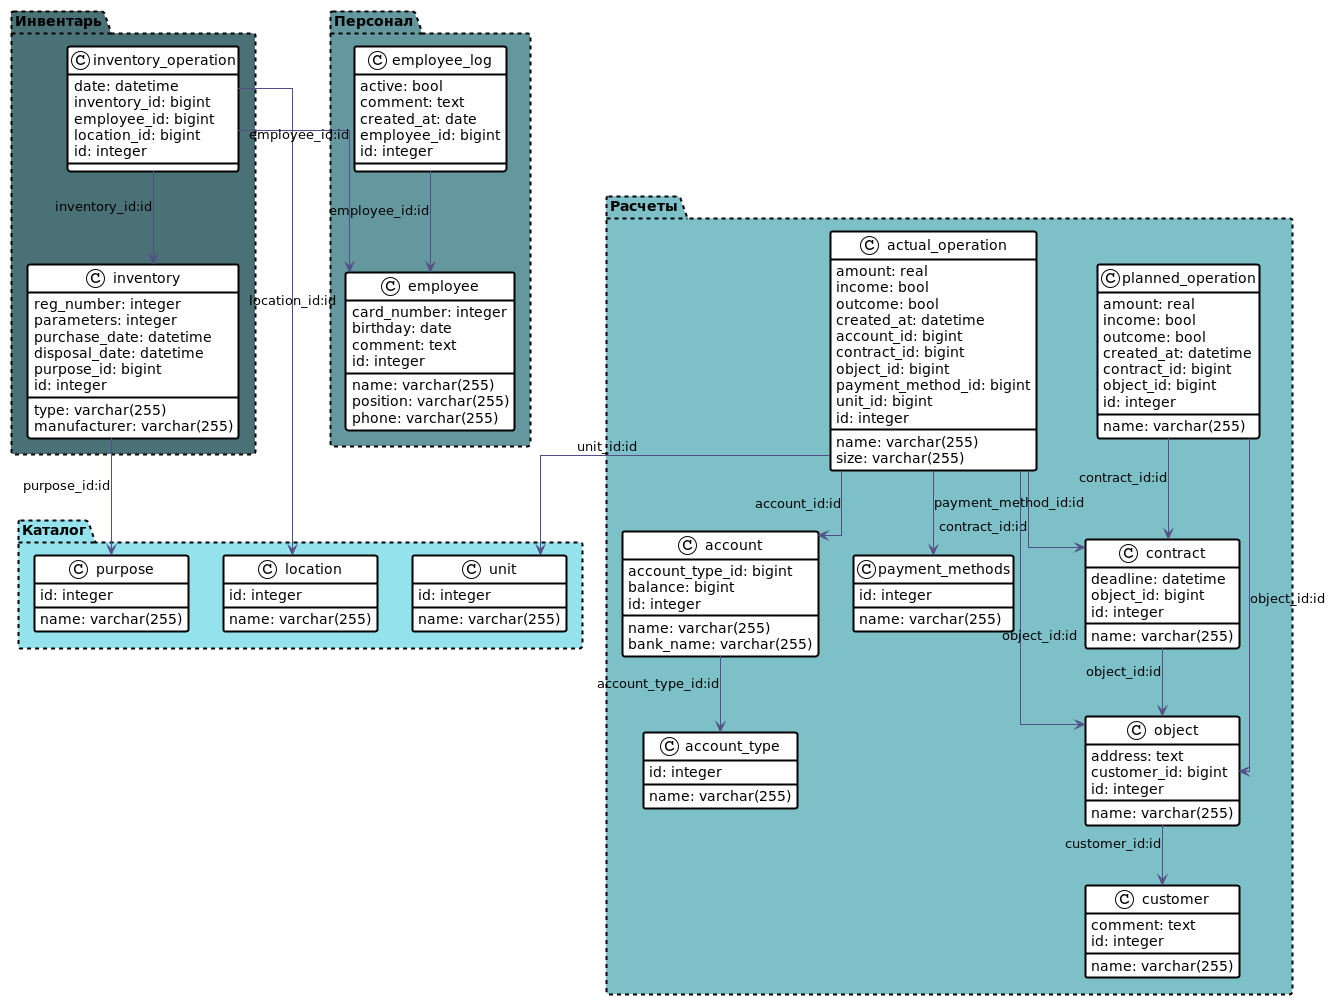 Инвентарь
C inventory_operation
date: datetime
inventory_id: bigint
employee_id: bigint
location_id: bigint
id: integer
inventory_id:id
C inventory
reg_number: integer
parameters: integer
purchase_date: datetime
disposal_date: datetime
purpose_id: bigint
id: integer
type: varchar(255)
manufacturer: varchar(255)
purpose_id:id
employee_id:id
location_id:id
Персонал
C employee_log
active: bool
comment: text
created_at: date
employee_id: bigint
id: integer
employee_id:id
C employee
card_number: integer
birthday: date
comment: text
id: integer
name: varchar(255)
position: varchar(255)
phone: varchar(255)
Каталог
C purpose
id: integer
name: varchar(255)
C location
id: integer
name: varchar(255)
C unit
id: integer
name: varchar(255)
unit_id:id
Расчеты
C actual_operation
amount: real
income: bool
outcome: bool
created_at: datetime
account_id: bigint
contract_id: bigint
object_id: bigint
payment_method_id: bigint
unit_id: bigint
id: integer
name: varchar(255)
size: varchar(255)
C planned_operation
amount: real
income: bool
outcome: bool
created_at: datetime
contract_id: bigint
object_id: bigint
id: integer
name: varchar(255)
account_id:id
payment_method_id:id
contract_id:id
contract_id:id
C account
account_type_id: bigint
balance: bigint
id: integer
name: varchar(255)
bank_name: varchar(255)
C payment_methods
id: integer
name: varchar(255)
C contract
deadline: datetime
object_id: bigint
id: integer
name: varchar(255)
object_id:id
object_id:id
object_id:id
account_type_id:id
C account_type
id: integer
name: varchar(255)
C object
address: text
customer_id: bigint
id: integer
name: varchar(255)
customer_id:id
C customer
comment: text
id: integer
name: varchar(255)